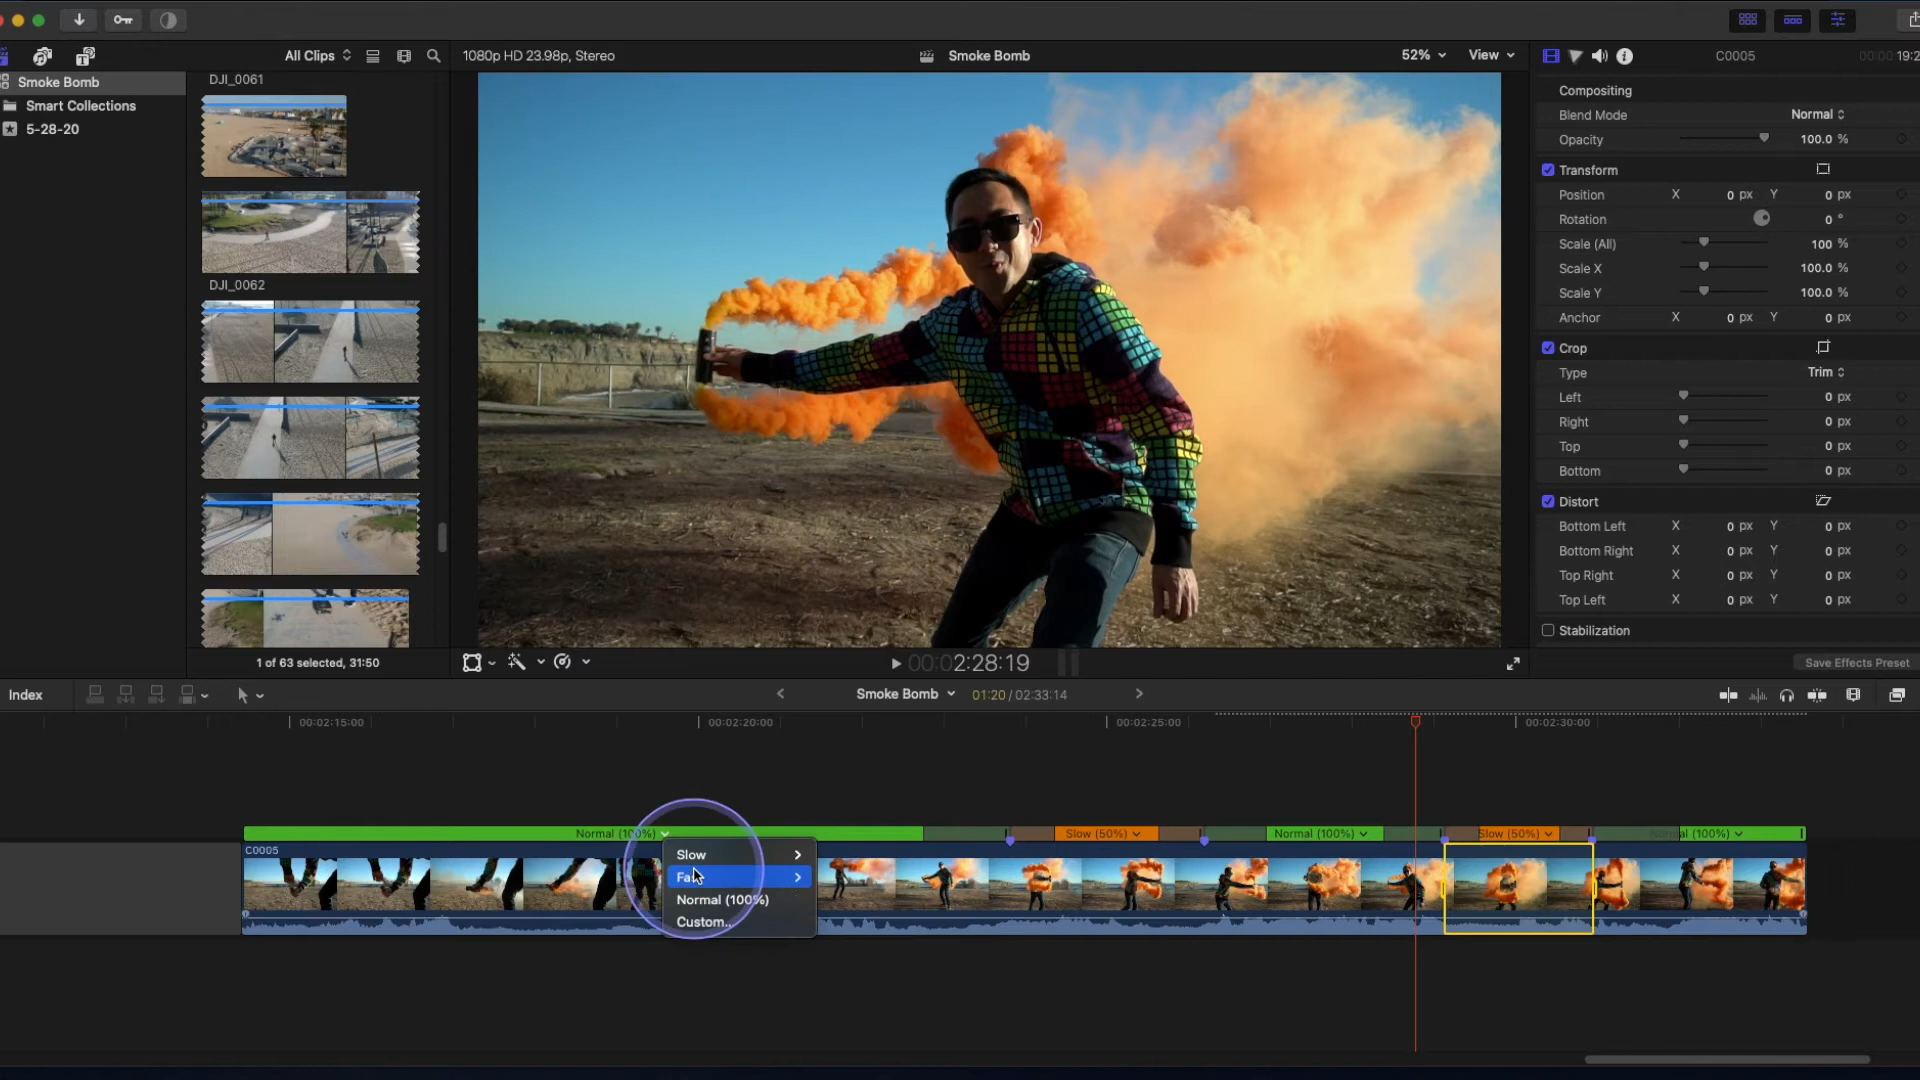 All Clips
1080p HD 23.98p, Stereo
Smoke Bomb
52%
View
C0005
Smoke Bomb
Smart Collections
5-28-20
DJI_0061
DJI_0062
1 of 63 selected, 31:50
Compositing
Blend Mode Normal
Opacity 100.0 %
Transform
Position X 0 px Y 0 px
Rotation 0 °
Scale (All) 100 %
Scale X 100.0 %
Scale Y 100.0 %
Anchor X 0 px Y 0 px
Crop
Type Trim
Left 0 px
Right 0 px
Top 0 px
Bottom 0 px
Distort
Bottom Left X 0 px Y 0 px
Bottom Right X 0 px Y 0 px
Top Right X 0 px Y 0 px
Top Left X 0 px Y 0 px
Stabilization
Save Effects Preset
00:02:28:19
Index
Smoke Bomb
01:20 / 02:33:14
00:02:15:00
00:02:20:00
00:02:25:00
00:02:30:00
Normal (100%)
Slow (50%)
Normal (100%)
Slow (50%)
Normal (100%)
C0005
Slow
Normal (100%)
Custom...